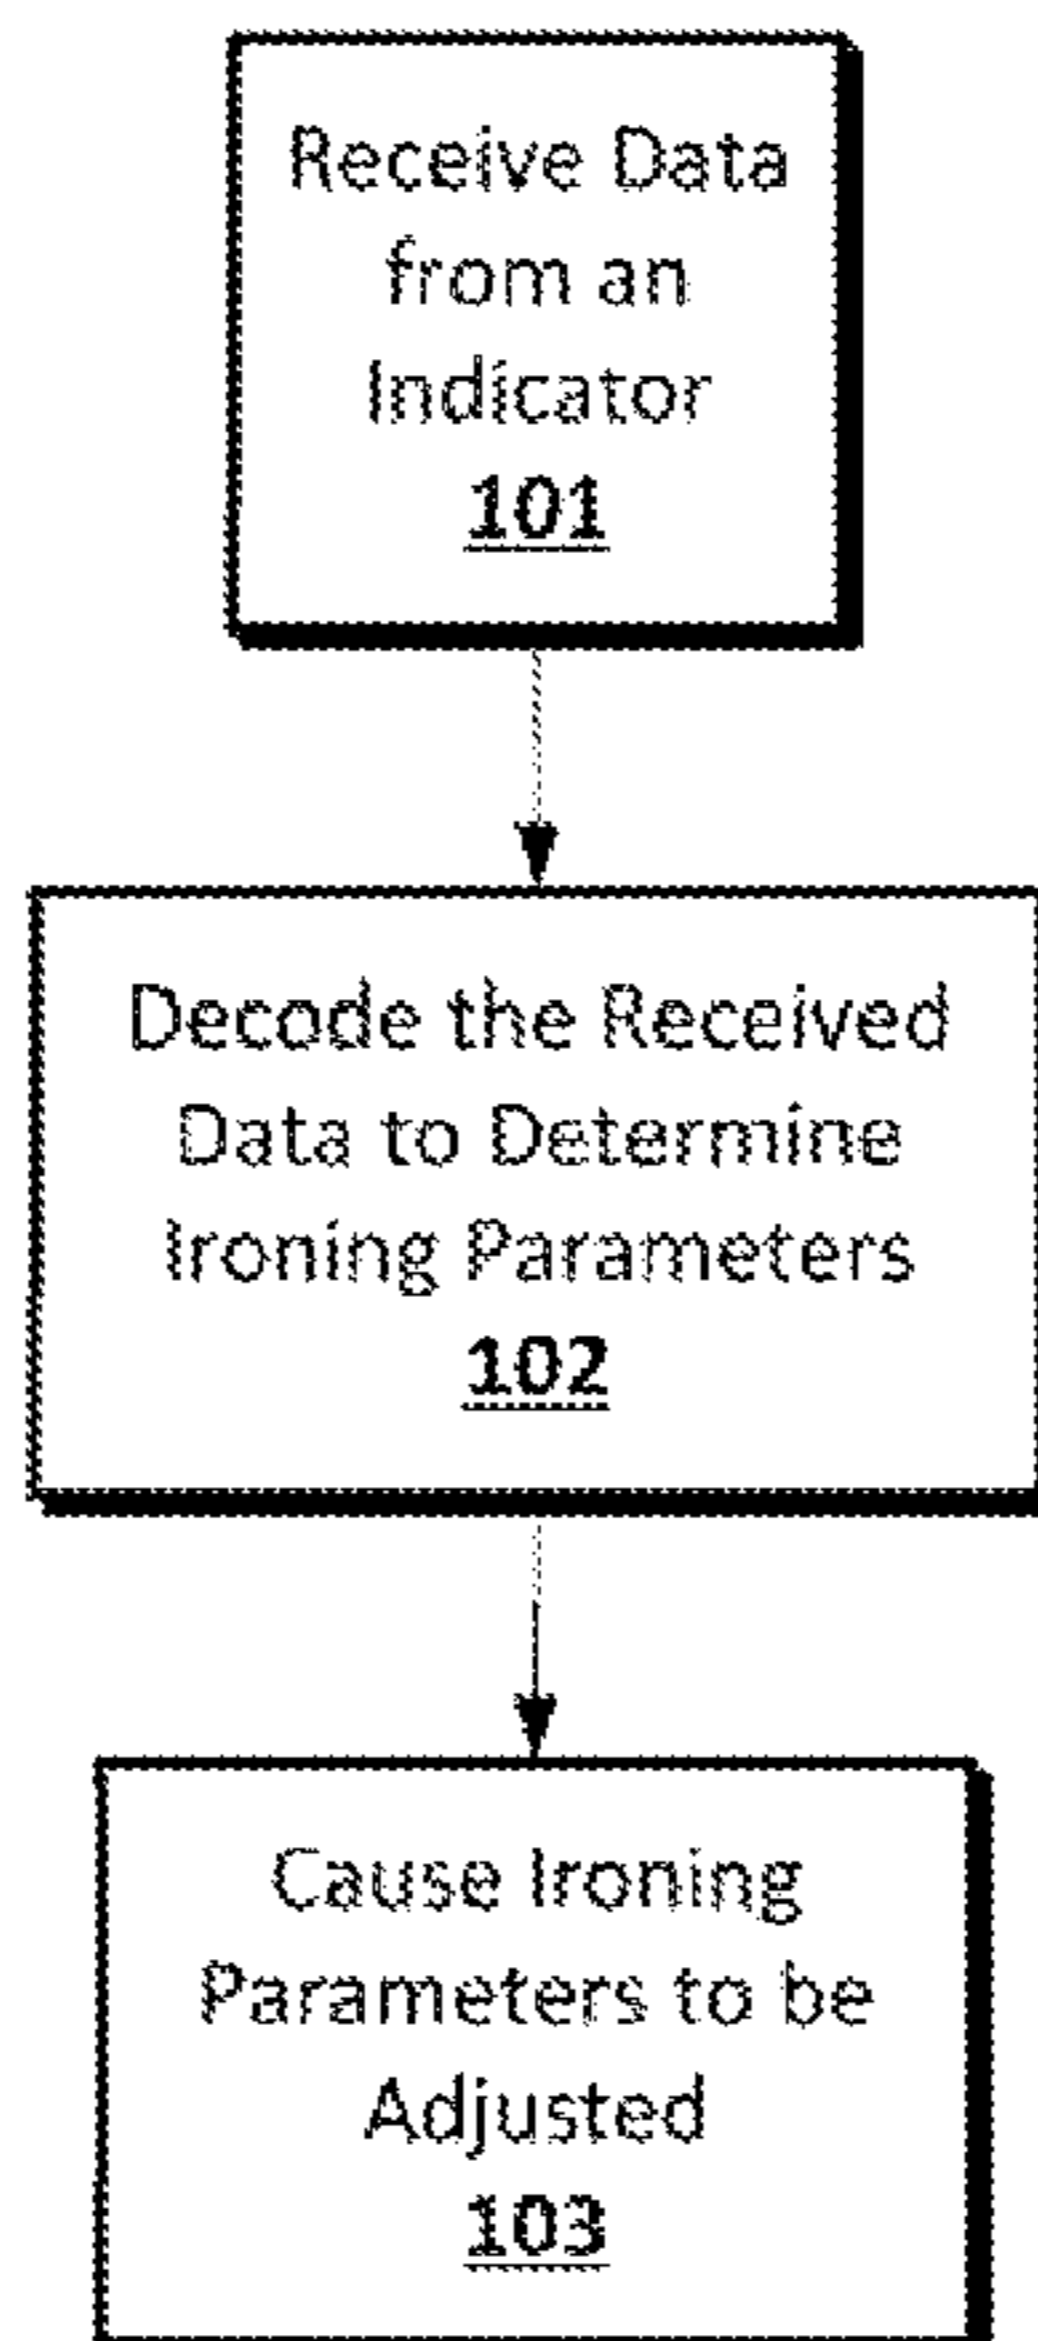 Receive Data
from an
Indicator
101
Decode the Received
Data to Determine
Ironing Parameters
102
Cause Ironing
Parameters to be
Adjusted
103